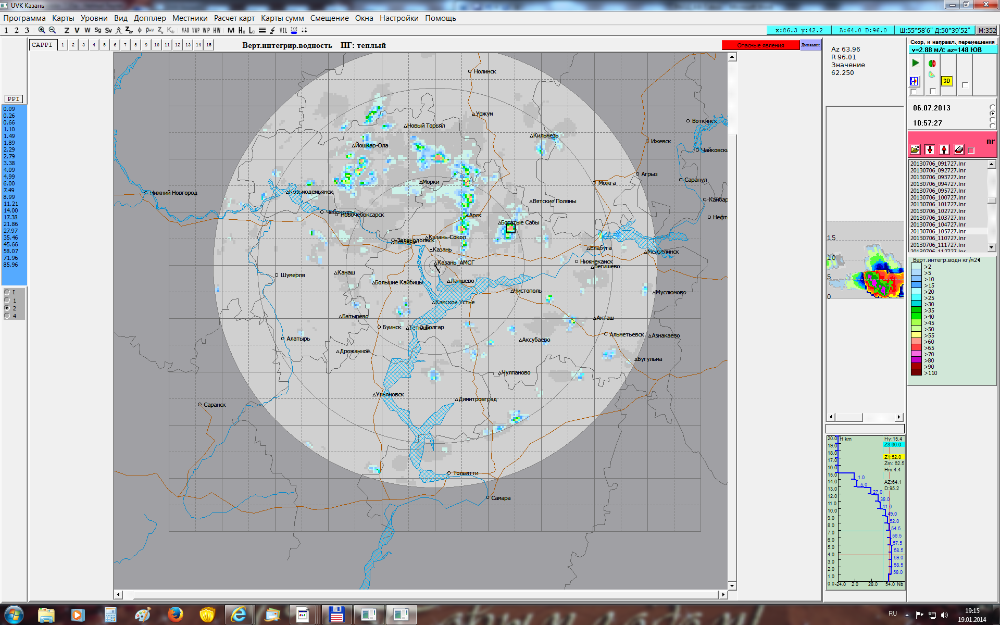 UVK Казань
Программа Карты Уровни Вид Допплер Местники Расчет карт Карты сумм Смещение Окна Настройки Помощь
1 2 3 Z V W Sg Sv VAD VWP WP HW M Hc Lc VIL
x:86.3 y:42.2 A:64.0 D:96.0 Ш:55°58'6" Д:50°39'52" М:352
CAPPI 1 2 3 4 5 6 7 8 9 10 11 12 13 14 15
Верт.интегрир.водность ПГ: теплый
Опасные явления
Динамик
PPI
0.09
0.26
0.66
1.10
1.49
1.89
2.29
2.79
3.38
4.09
4.99
6.00
7.49
8.99
11.21
14.00
17.38
21.86
27.97
35.46
45.66
58.07
71.96
85.96
I
1
2
4
Нолинск
Уржум
Новый Торъял
Воткинск
Кильмезь
Ижевск
Йошкар-Ола
Чайковски
Агрыз
Сарапул
Морки
Можга
Нижний Новгород
Козьмодемьянск
Вятские Поляны
Камбар
Чебоксары
Новочебоксарск
Арск
Нефт
Богатые Сабы
Казань-Сокол
Зеленодольск
Вязовые
Казань
Елабуга
Мензелинск
Казань АМСГ
Нижнекамск
Бегишево
Шумерля
Канаш
Большие Кайбицы
Лаишево
Чистополь
Муслюмово
Камское Устье
Батырево
Акташ
Буинск
Тетюши
Болгар
Альметьевск
Азнакаево
Алатырь
Аксубаево
Дрожанное
Бугульма
Чулпаново
Ульяновск
Димитровград
Саранск
Тольятти
Самара
Az 63.96
R 96.01
Значение
62.250
15
10
5
0
H km
20.0
19.0
18.0
17.0
16.0
15.0
14.0
13.0
12.0
11.0
10.0
9.0
8.0
7.0
6.0
5.0
4.0
3.0
2.0
1.0
0.0 -24.0 2.0 28.0 54.0 Nb
Hv:15.4
Z3:60.0
Z1:52.0
Zm: 62.5
Hm:4.4
AZ:64.1
D:95.2
1.0
5.0
27.0
38.0
41.0
49.0
52.0
54.5
56.5
57.5
58.5
59.0
58.5
58.0
Скор. и направл. перемещения
v=2.88 м/с az=148 ЮВ
3D
06.07.2013
10:57:27
nr
20130706_091727.lnr
20130706_092727.lnr
20130706_093727.lnr
20130706_094727.lnr
20130706_095727.lnr
20130706_100727.lnr
20130706_101727.lnr
20130706_102727.lnr
20130706_103727.lnr
20130706_104727.lnr
20130706_105727.lnr
20130706_110727.lnr
20130706_111727.lnr
20130706_112727.lnr
Верт.интегр.водн кг/м2
>2
>5
>10
>15
>20
>25
>30
>35
>40
>45
>50
>55
>60
>65
>70
>80
>90
>110
RU
19:15
19.01.2014